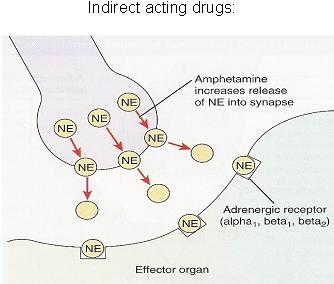 Indirect acting drugs:
Amphetamine
increases release
of NE into synapse
NE
NE
NE
NE
NE
NE
NE
Adrenergic receptor
(alpha₁, beta₁, beta₂)
NE
NE
Effector organ